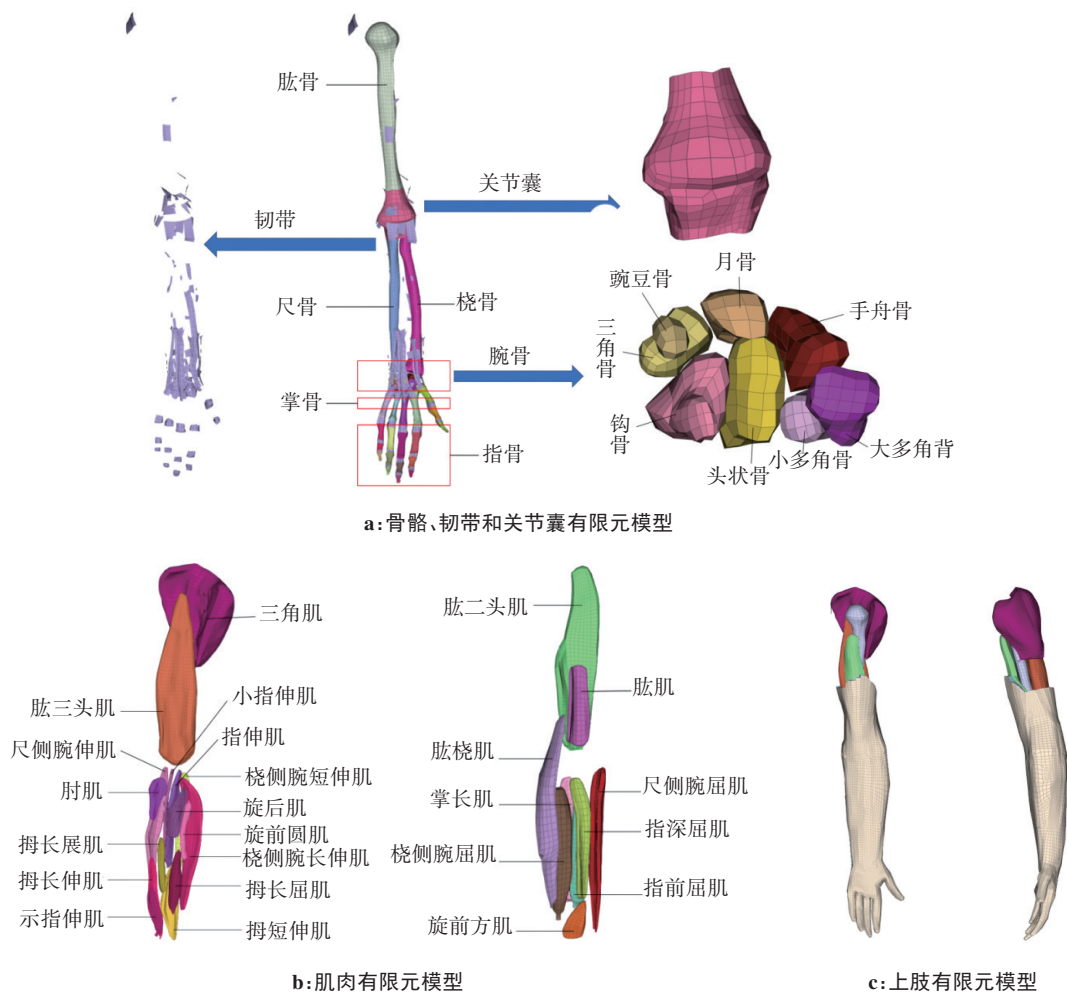 肱骨
关节囊
韧带
尺骨
桡骨
腕骨
掌骨
指骨
月骨
豌豆骨
手舟骨
三角骨
钩骨
头状骨
小多角骨
大多角背
a:骨骼、韧带和关节囊有限元模型
三角肌
肱三头肌
小指伸肌
尺侧腕伸肌
指伸肌
肘肌
桡侧腕短伸肌
旋后肌
旋前圆肌
拇长展肌
桡侧腕长伸肌
拇长伸肌
拇长屈肌
示指伸肌
拇短伸肌
肱二头肌
肱肌
肱桡肌
掌长肌
尺侧腕屈肌
指深屈肌
桡侧腕屈肌
指前屈肌
旋前方肌
b:肌肉有限元模型
c:上肢有限元模型